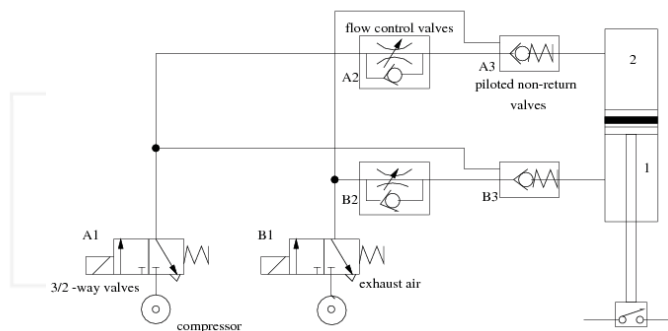 flow control valves
A2
A3
2
piloted non-return
valves
1
B2
B3
A1
B1
3/2 -way valves
exhaust air
compressor